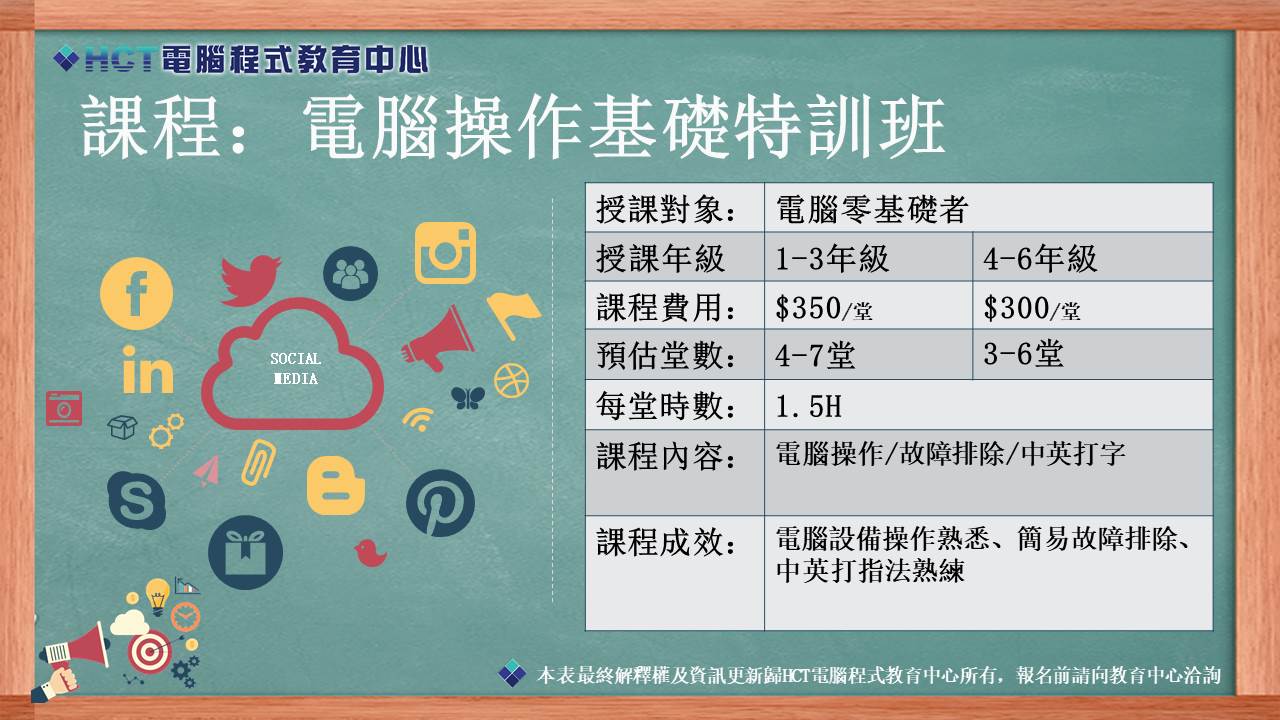 HCT電腦程式教育中心
課程：電腦操作基礎特訓班
SOCIAL
MEDIA
授課對象： 電腦零基礎者
授課年級 1-3年級 4-6年級
課程費用： $350/堂 $300/堂
預估堂數： 4-7堂 3-6堂
每堂時數： 1.5H
課程內容： 電腦操作/故障排除/中英打字
課程成效： 電腦設備操作熟悉、簡易故障排除、
中英打指法熟練
本表最終解釋權及資訊更新歸HCT電腦程式教育中心所有，報名前請向教育中心洽詢